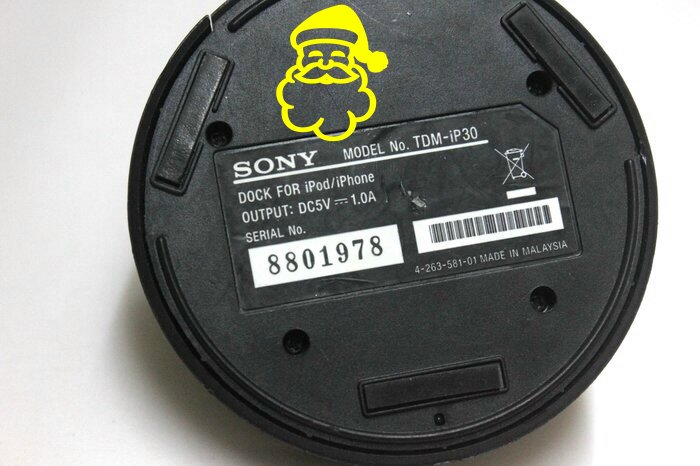 SONY MODEL No. TDM-iP30
DOCK FOR iPod/iPhone
OUTPUT: DC5V ⎓ 1.0A
SERIAL No.
8801978
4-263-581-01 MADE IN MALAYSIA